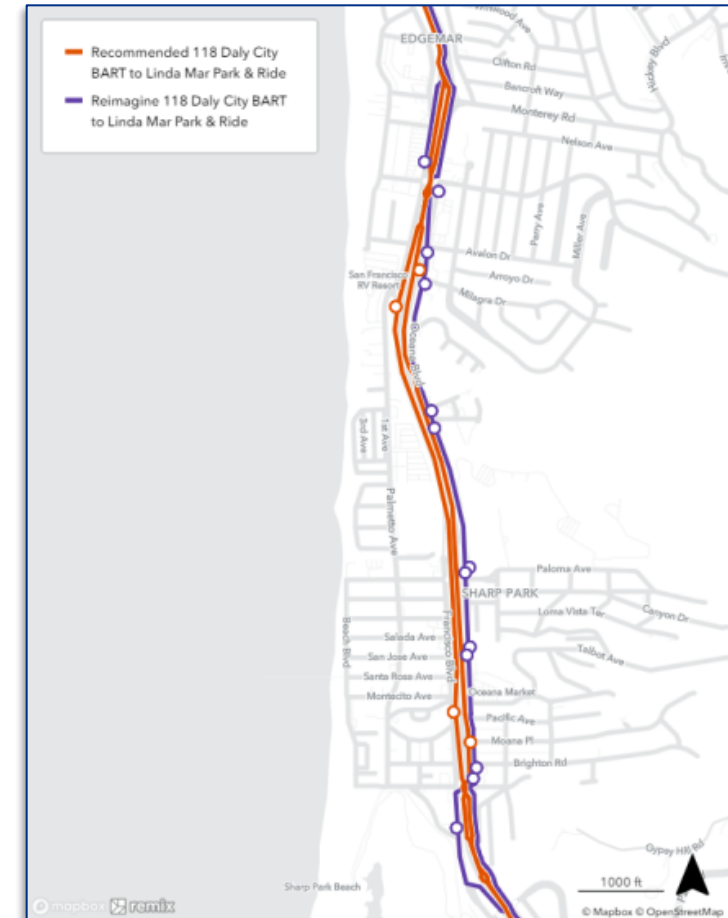 Recommended 118 Daly City
BART to Linda Mar Park & Ride
Reimagine 118 Daly City BART
to Linda Mar Park & Ride
EDGEMAR
Hickey Blvd
Clifton Rd
Bancroft Way
Monterey Rd
Nelson Ave
Perry Ave
Miller Ave
Avalon Dr
Arroyo Dr
Milagra Dr
San Francisco
RV Resort
Oceana Blvd
1st Ave
3rd Ave
Palmetto Ave
Paloma Ave
SHARP PARK
Loma Vista Ter
Canyon Dr
Talbot Ave
Beach Blvd
Francisco Blvd
Salada Ave
San Jose Ave
Santa Rosa Ave
Montecito Ave
Oceana Market
Pacific Ave
Moana Pl
Brighton Rd
Gypsy Hill Rd
Sharp Park Beach
1000 ft
mapbox remix
© Mapbox © OpenStreetMap